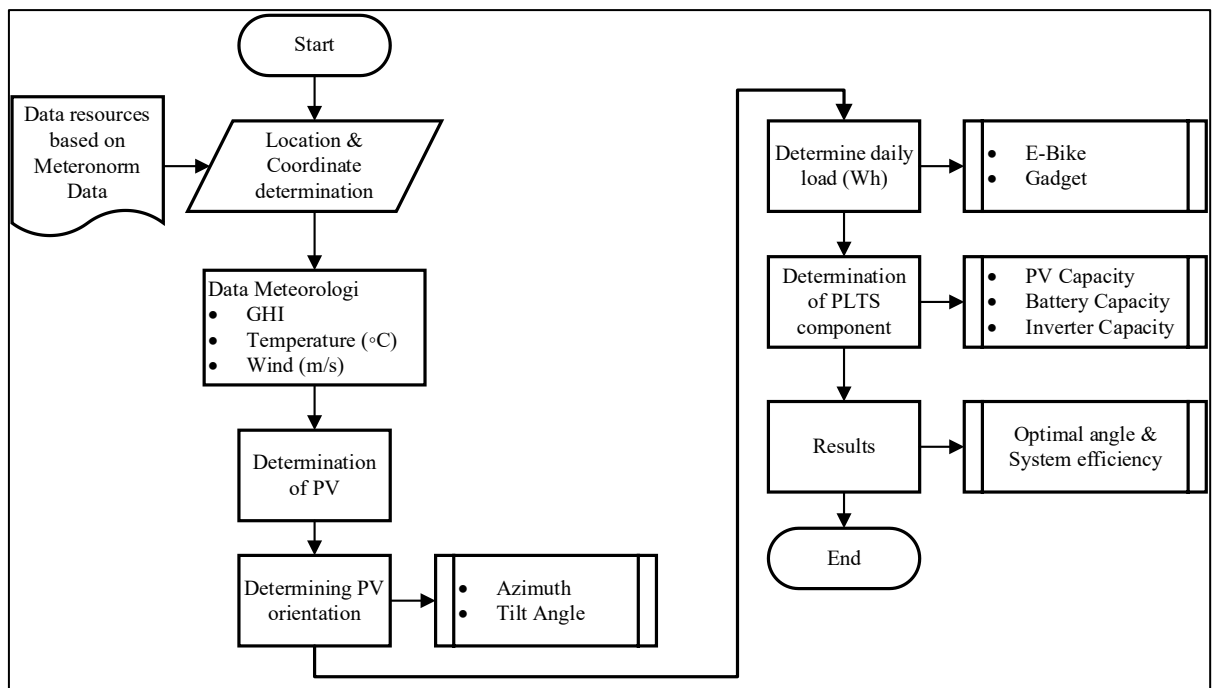 Start
Data resources
based on
Meteronorm
Data
Location &
Coordinate
determination
Data Meteorologi
● GHI
● Temperature (◦C)
● Wind (m/s)
Determination
of PV
Determining PV
orientation
● Azimuth
● Tilt Angle
Determine daily
load (Wh)
● E-Bike
● Gadget
Determination
of PLTS
component
● PV Capacity
● Battery Capacity
● Inverter Capacity
Results
Optimal angle &
System efficiency
End